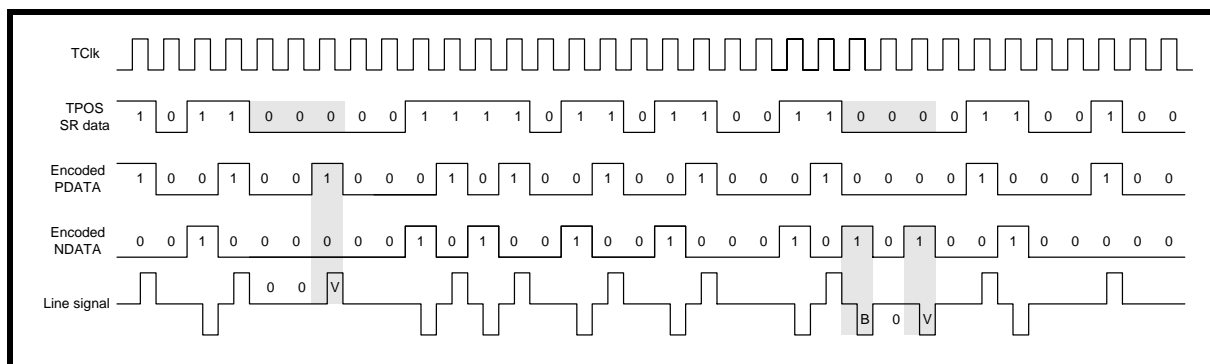 TClk
TPOS
SR data
1 0 1 1 0 0 0 0 0 1 1 1 1 0 1 1 0 1 1 0 0 1 1 0 0 0 0 1 1 0 0 1 0 0
Encoded
PDATA
1 0 0 1 0 0 1 0 0 0 1 0 1 0 0 1 0 0 1 0 0 0 1 0 0 0 0 1 0 0 0 1 0 0
Encoded
NDATA
0 0 1 0 0 0 0 0 0 1 0 1 0 0 1 0 0 1 0 0 0 1 0 1 0 1 0 0 1 0 0 0 0 0
Line signal
0 0 V
B 0 V